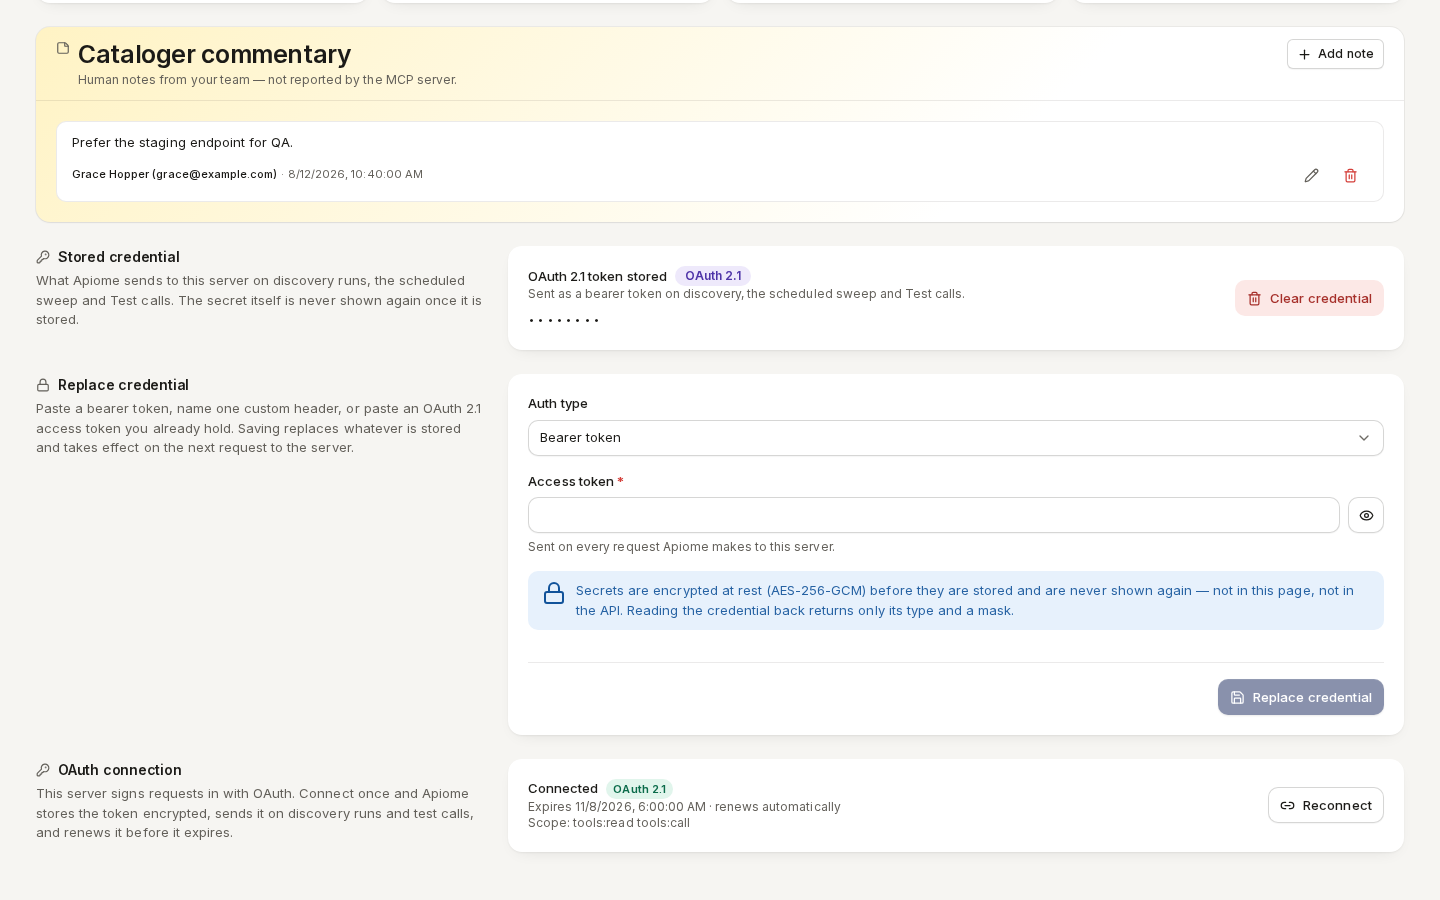 Cataloger commentary
Human notes from your team — not reported by the MCP server.
Add note
Prefer the staging endpoint for QA.
Grace Hopper (grace@example.com) · 8/12/2026, 10:40:00 AM
Stored credential
What Apiome sends to this server on discovery runs, the scheduled
sweep and Test calls. The secret itself is never shown again once it is
stored.
OAuth 2.1 token stored OAuth 2.1
Sent as a bearer token on discovery, the scheduled sweep and Test calls.
••••••••
Clear credential
Replace credential
Paste a bearer token, name one custom header, or paste an OAuth 2.1
access token you already hold. Saving replaces whatever is stored
and takes effect on the next request to the server.
Auth type
Bearer token
Access token *
Sent on every request Apiome makes to this server.
Secrets are encrypted at rest (AES-256-GCM) before they are stored and are never shown again — not in this page, not in
the API. Reading the credential back returns only its type and a mask.
Replace credential
OAuth connection
This server signs requests in with OAuth. Connect once and Apiome
stores the token encrypted, sends it on discovery runs and test calls,
and renews it before it expires.
Connected OAuth 2.1
Expires 11/8/2026, 6:00:00 AM · renews automatically
Scope: tools:read tools:call
Reconnect